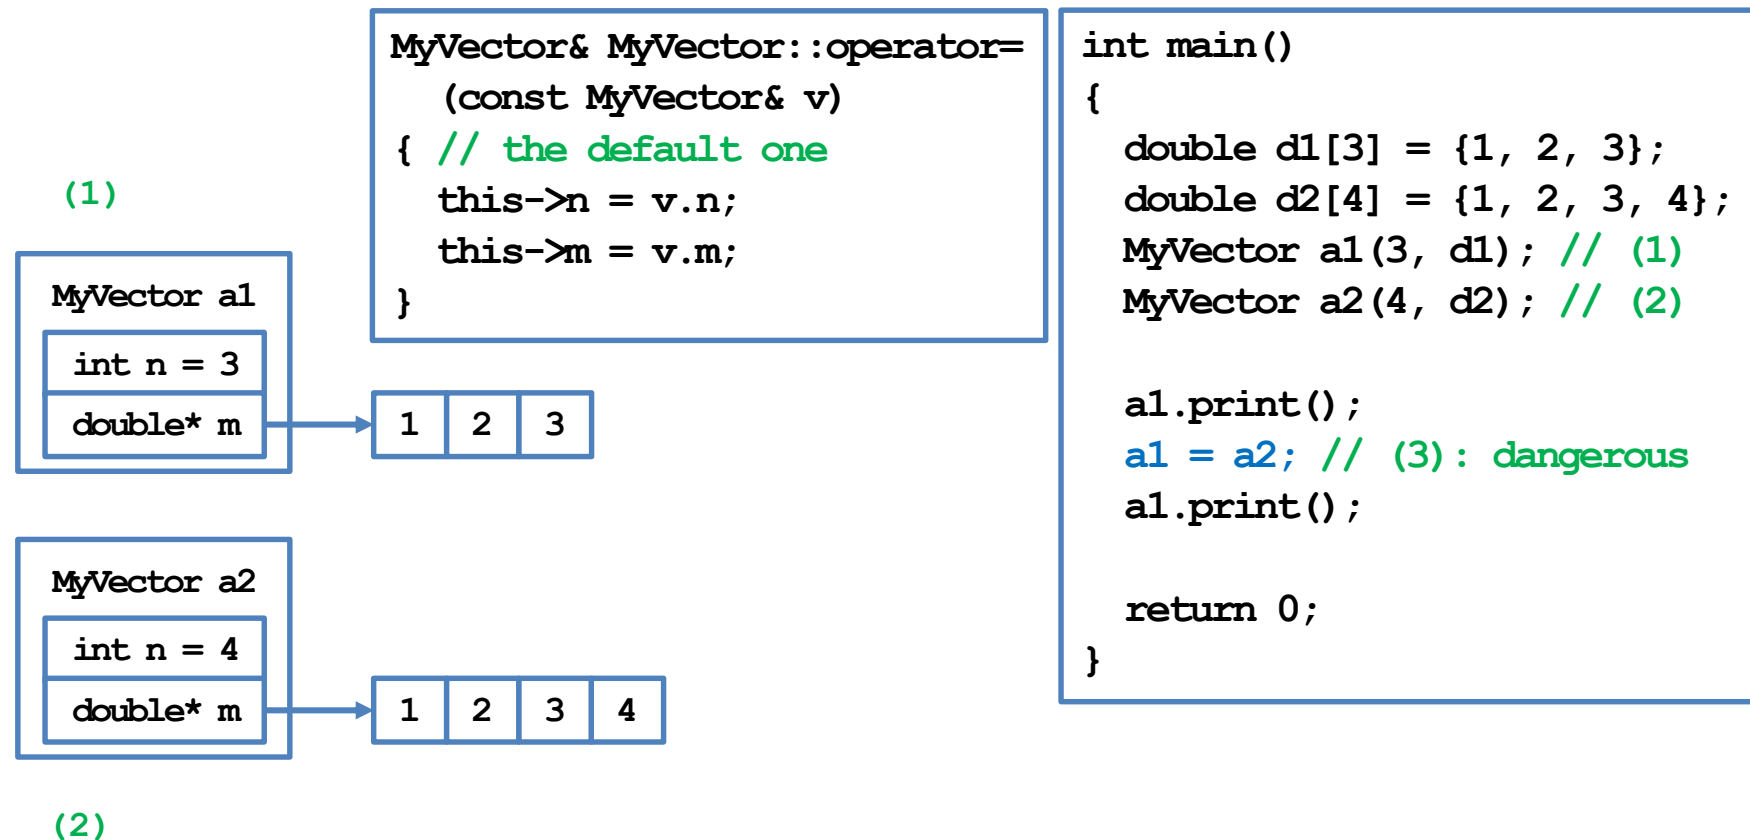 MyVector& MyVector::operator=
(const MyVector& v)
{ // the default one
this->n = v.n;
this->m = v.m;
}
int main()
{
double d1[3] = {1, 2, 3};
double d2[4] = {1, 2, 3, 4};
MyVector a1(3, d1); // (1)
MyVector a2(4, d2); // (2)
a1.print();
a1 = a2; // (3): dangerous
a1.print();
return 0;
}
(1)
MyVector a1
int n = 3
double* m
1 2 3
MyVector a2
int n = 4
double* m
1 2 3 4
(2)